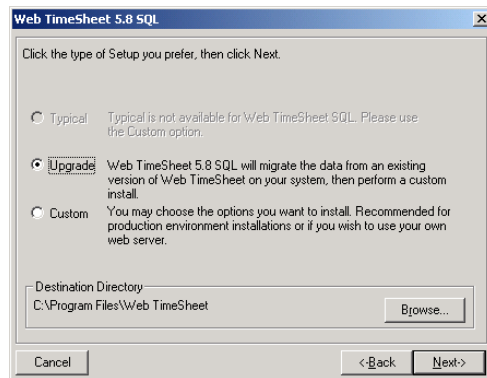 Web TimeSheet 5.8 SQL
Click the type of Setup you prefer, then click Next.
Typical
Typical is not available for Web TimeSheet SQL. Please use
the Custom option.
Upgrade
Web TimeSheet 5.8 SQL will migrate the data from an existing
version of Web TimeSheet on your system, then perform a custom
install.
Custom
You may choose the options you want to install. Recommended for
production environment installations or if you wish to use your own
web server.
Destination Directory
C:\Program Files\Web TimeSheet
Browse...
Cancel
<-Back
Next->